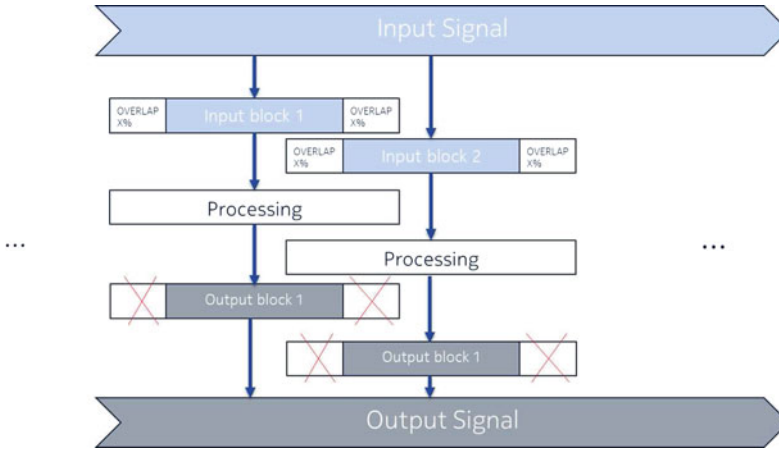 Input Signal
OVERLAP
X%
Input block 1
OVERLAP
X%
OVERLAP
X%
Input block 2
OVERLAP
X%
Processing
...
Processing
...
Output block 1
Output block 1
Output Signal